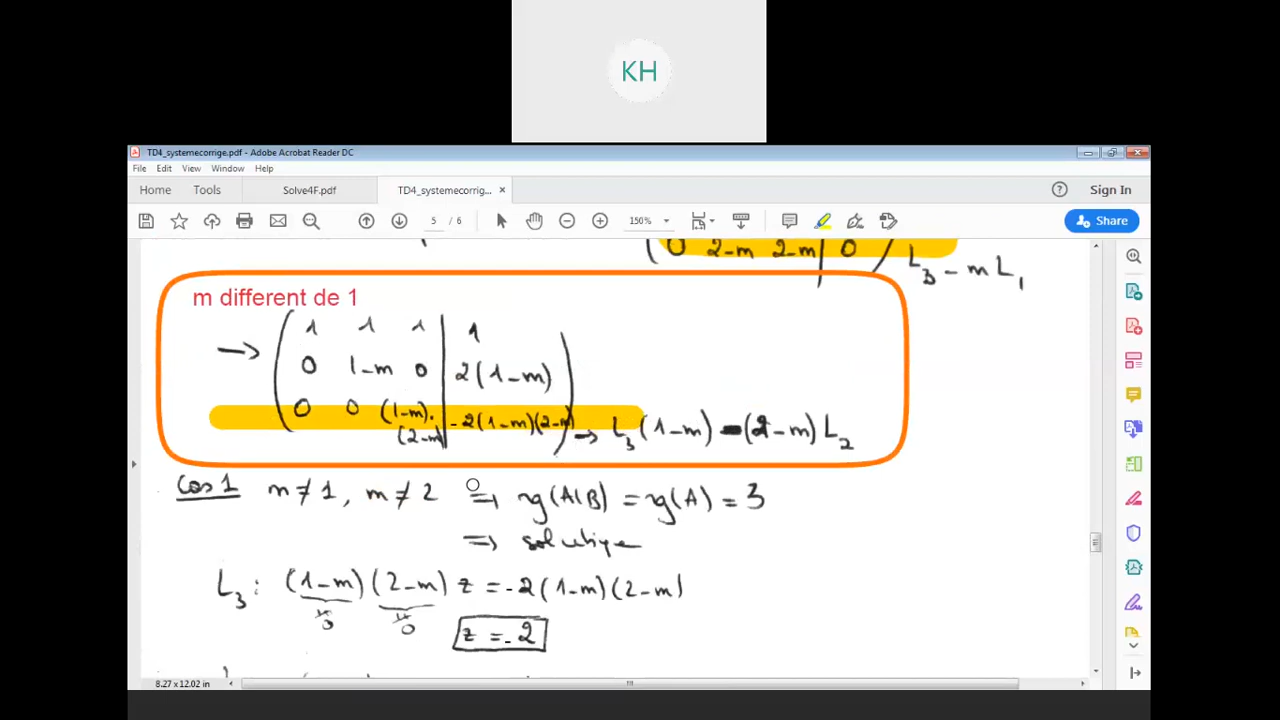 KH
TD4_systemecorrige.pdf - Adobe Acrobat Reader DC
File Edit View Window Help
Home Tools Solve4F.pdf TD4_systemecorrig... × Sign In
5 / 6 150% Share
0 2-m 2-m | 0 L3 - m L1
m different de 1
→ 1 1 1 | 1
0 1-m 0 | 2(1-m)
0 0 (1-m).(2-m) | -2(1-m)(2-m) → L3(1-m) - (2-m) L2
Cas 1 m ≠ 1, m ≠ 2 ⇒ rg(A|B) = rg(A) = 3
⇒ sol unique
L3 : (1-m) (2-m) z = -2(1-m)(2-m)
≠0 ≠0
z = -2
8.27 x 12.02 in